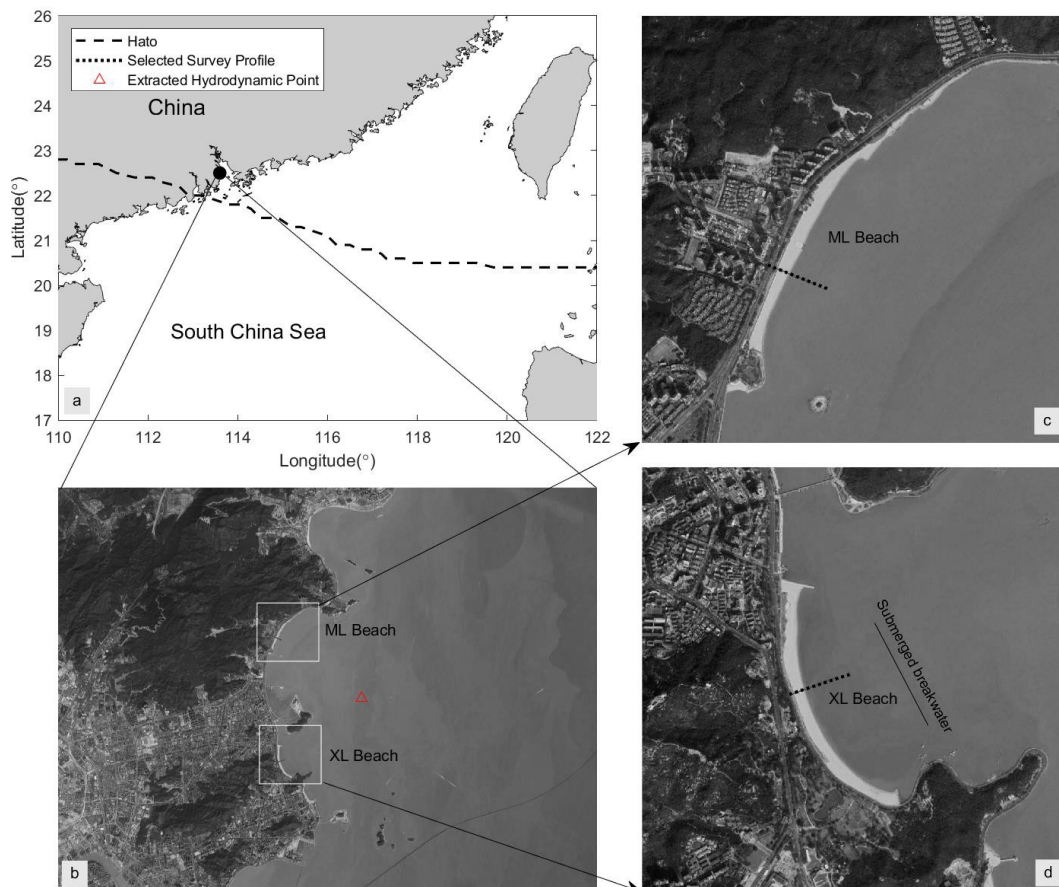 26
25
24
23
22
21
20
19
18
17
Latitude(°)
Hato
Selected Survey Profile
Extracted Hydrodynamic Point
China
South China Sea
a
110
112
114
116
118
120
122
Longitude(°)
ML Beach
XL Beach
b
ML Beach
c
Submerged breakwater
XL Beach
d